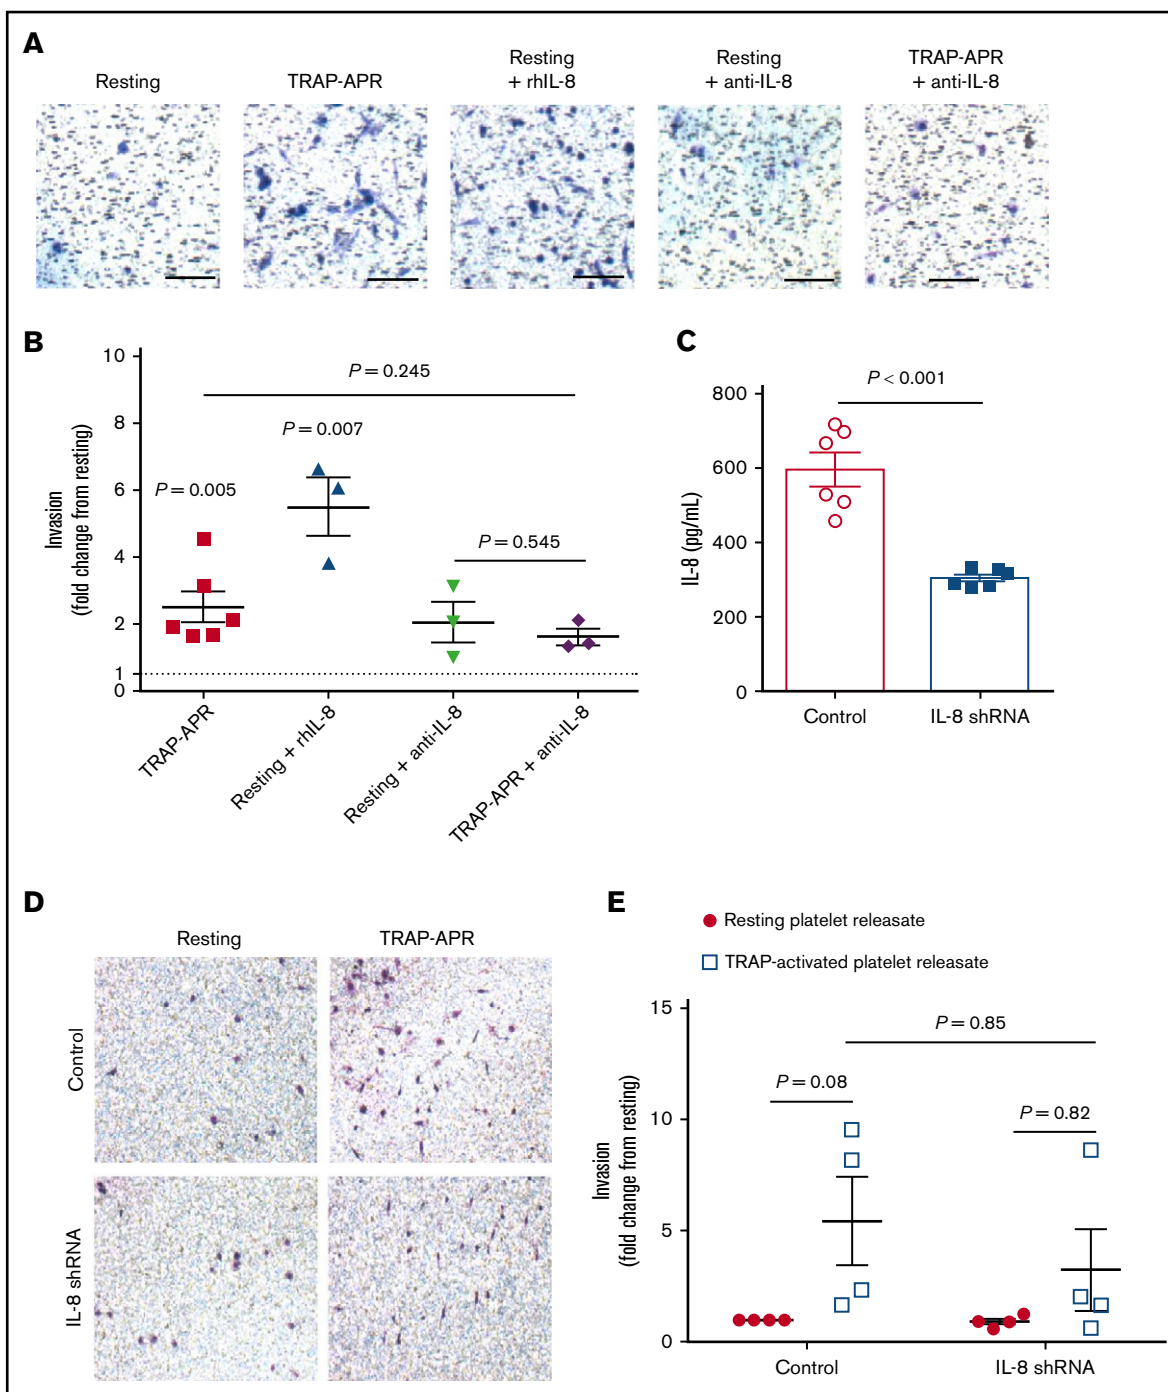 A
Resting
TRAP-APR
Resting
+ rhIL-8
Resting
+ anti-IL-8
TRAP-APR
+ anti-IL-8
B
Invasion
(fold change from resting)
10
8
6
4
2
1
0
P = 0.245
P = 0.007
P = 0.005
P = 0.545
TRAP-APR
Resting + rhIL-8
Resting + anti-IL-8
TRAP-APR + anti-IL-8
C
IL-8 (pg/mL)
800
600
400
200
0
P < 0.001
Control
IL-8 shRNA
D
Resting
TRAP-APR
Control
IL-8 shRNA
E
Resting platelet releasate
TRAP-activated platelet releasate
Invasion
(fold change from resting)
15
10
5
0
P = 0.85
P = 0.08
P = 0.82
Control
IL-8 shRNA